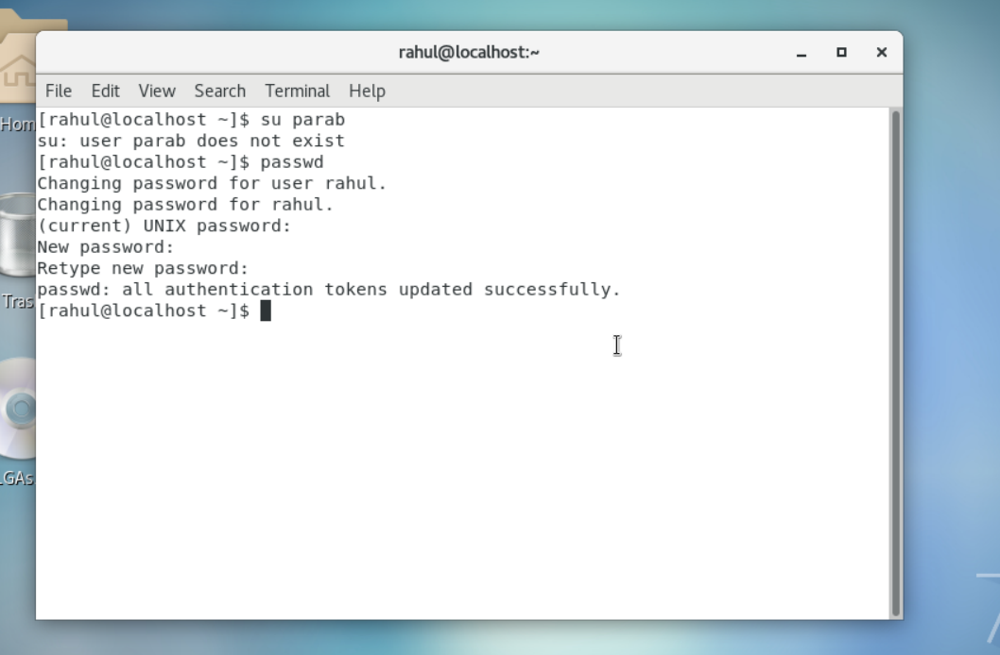 rahul@localhost:~
File Edit View Search Terminal Help
[rahul@localhost ~]$ su parab
su: user parab does not exist
[rahul@localhost ~]$ passwd
Changing password for user rahul.
Changing password for rahul.
(current) UNIX password:
New password:
Retype new password:
passwd: all authentication tokens updated successfully.
[rahul@localhost ~]$
Hom
Tras
GAs
7